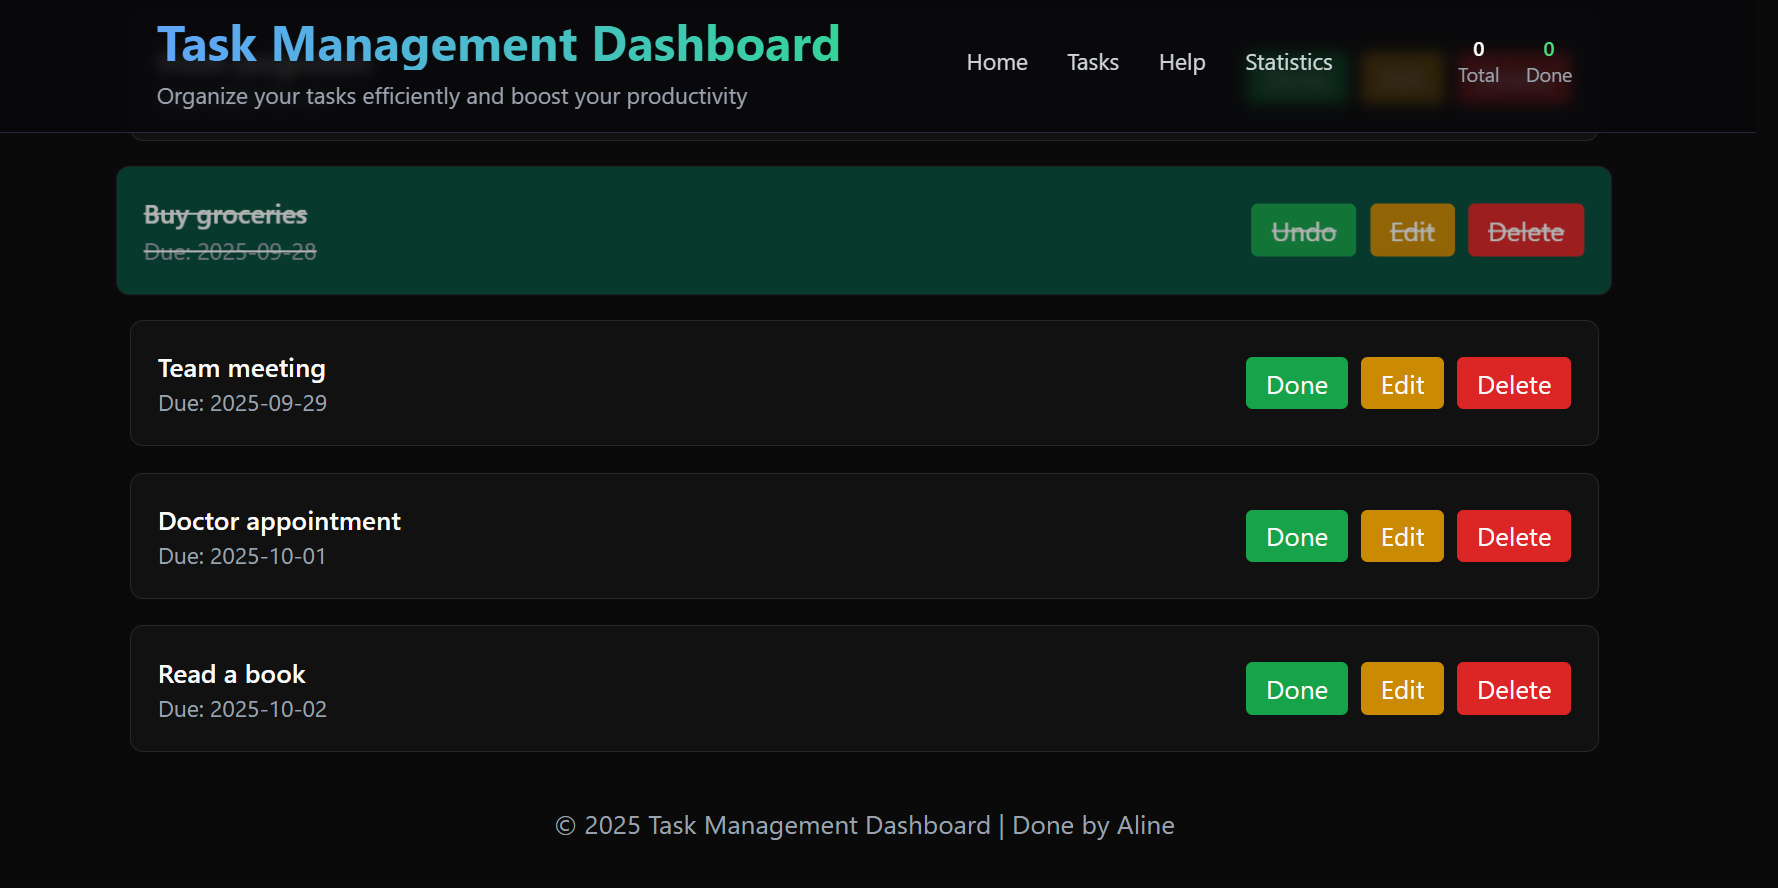 Task Management Dashboard
Organize your tasks efficiently and boost your productivity
Home Tasks Help Statistics
0 Total
0 Done
Buy groceries
Due: 2025-09-28
Undo Edit Delete
Team meeting
Due: 2025-09-29
Done Edit Delete
Doctor appointment
Due: 2025-10-01
Done Edit Delete
Read a book
Due: 2025-10-02
Done Edit Delete
© 2025 Task Management Dashboard | Done by Aline